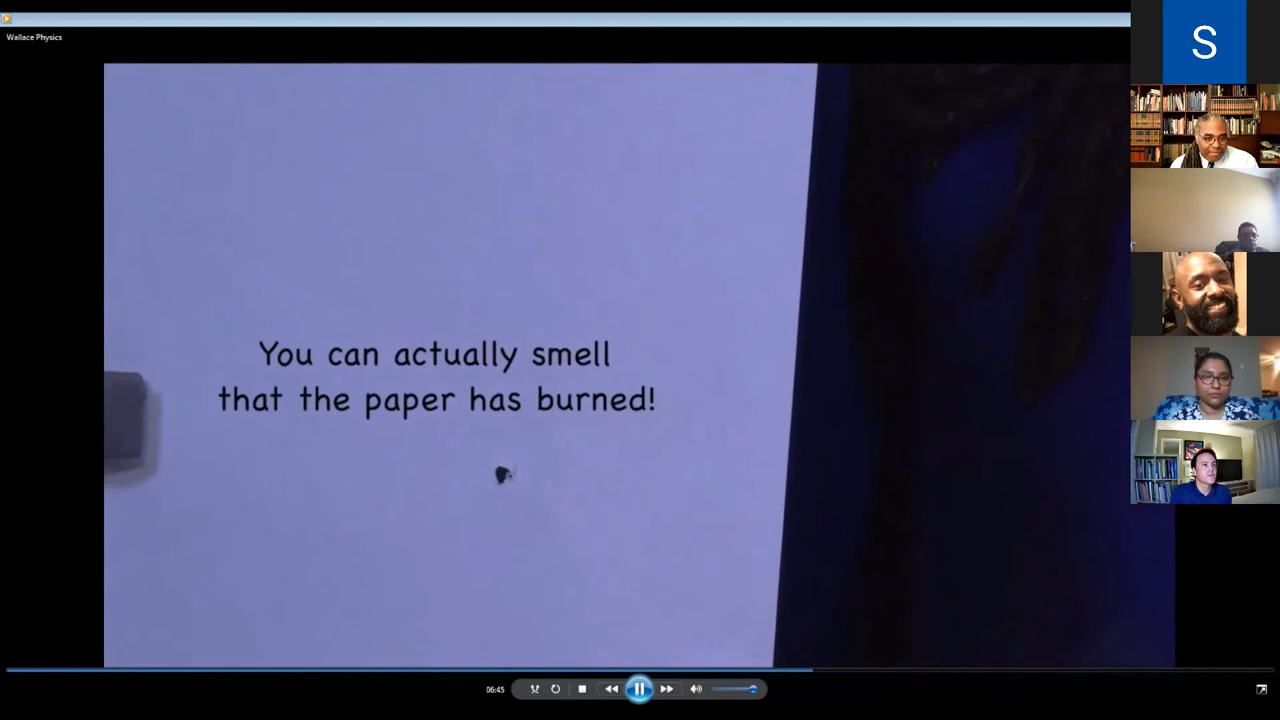 Wallace Physics
S
You can actually smell
that the paper has burned!
06:45